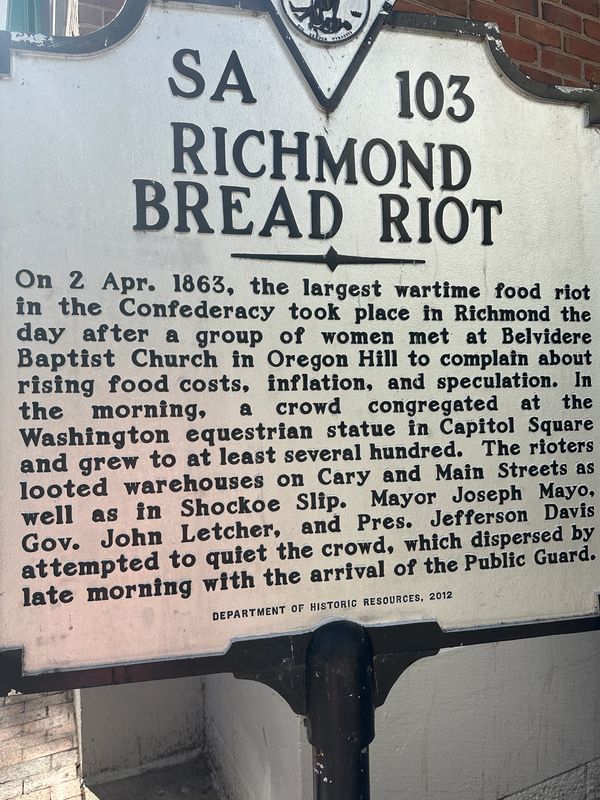 SA 103
RICHMOND
BREAD RIOT
On 2 Apr. 1863, the largest wartime food riot
in the Confederacy took place in Richmond the
day after a group of women met at Belvidere
Baptist Church in Oregon Hill to complain about
rising food costs, inflation, and speculation. In
the morning, a crowd congregated at the
Washington equestrian statue in Capitol Square
and grew to at least several hundred. The rioters
looted warehouses on Cary and Main Streets as
well as in Shockoe Slip. Mayor Joseph Mayo,
Gov. John Letcher, and Pres. Jefferson Davis
attempted to quiet the crowd, which dispersed by
late morning with the arrival of the Public Guard.
DEPARTMENT OF HISTORIC RESOURCES, 2012